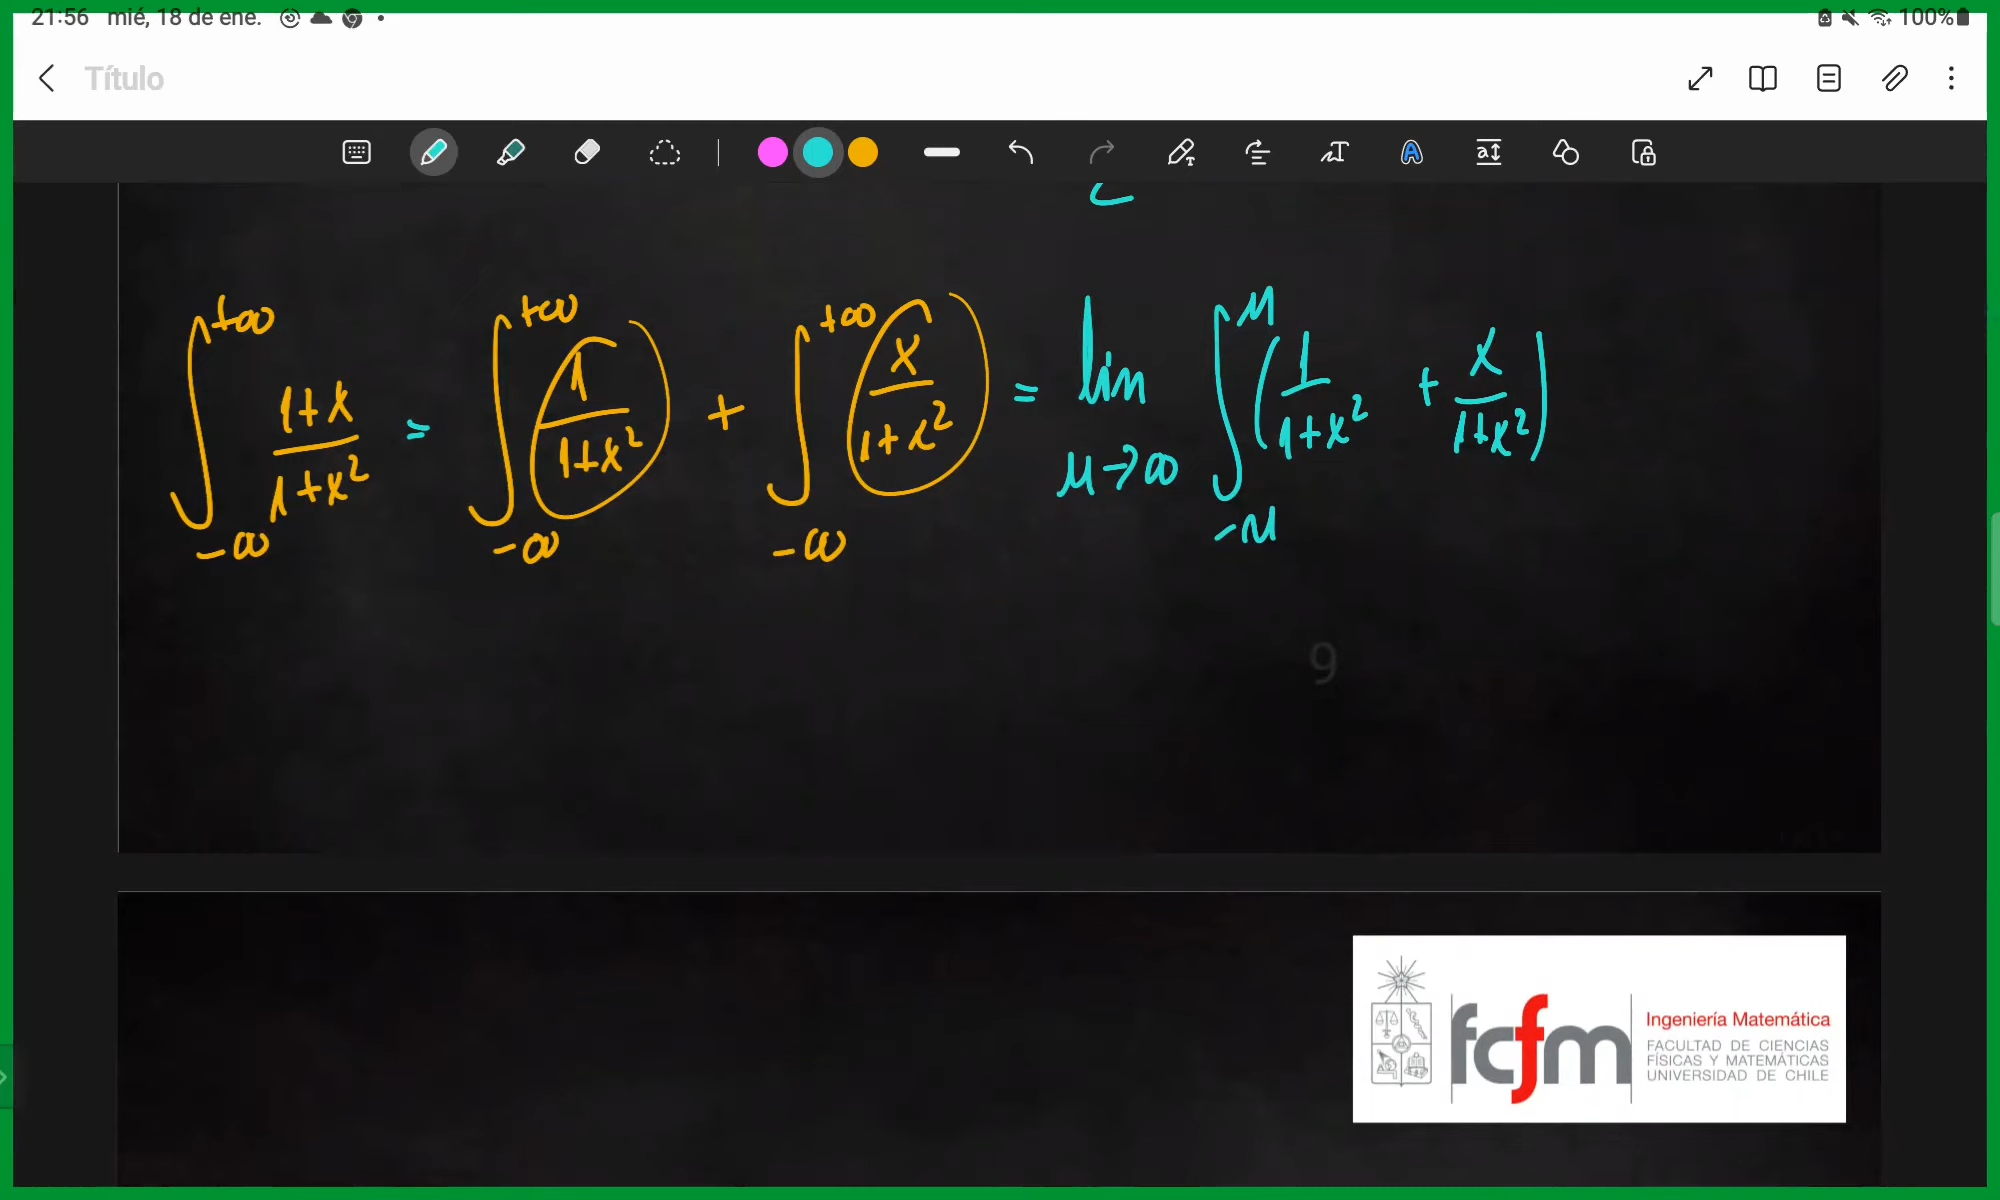 21:56 mié, 18 de ene. 100%
Título
a
∫_{-∞}^{+∞} (1+x)/(1+x²) = ∫_{-∞}^{+∞} 1/(1+x²) + ∫_{-∞}^{+∞} x/(1+x²) = lim_{M→∞} ∫_{-M}^{M} (1/(1+x²) + x/(1+x²))
9
fcfm
Ingeniería Matemática
FACULTAD DE CIENCIAS
FÍSICAS Y MATEMÁTICAS
UNIVERSIDAD DE CHILE